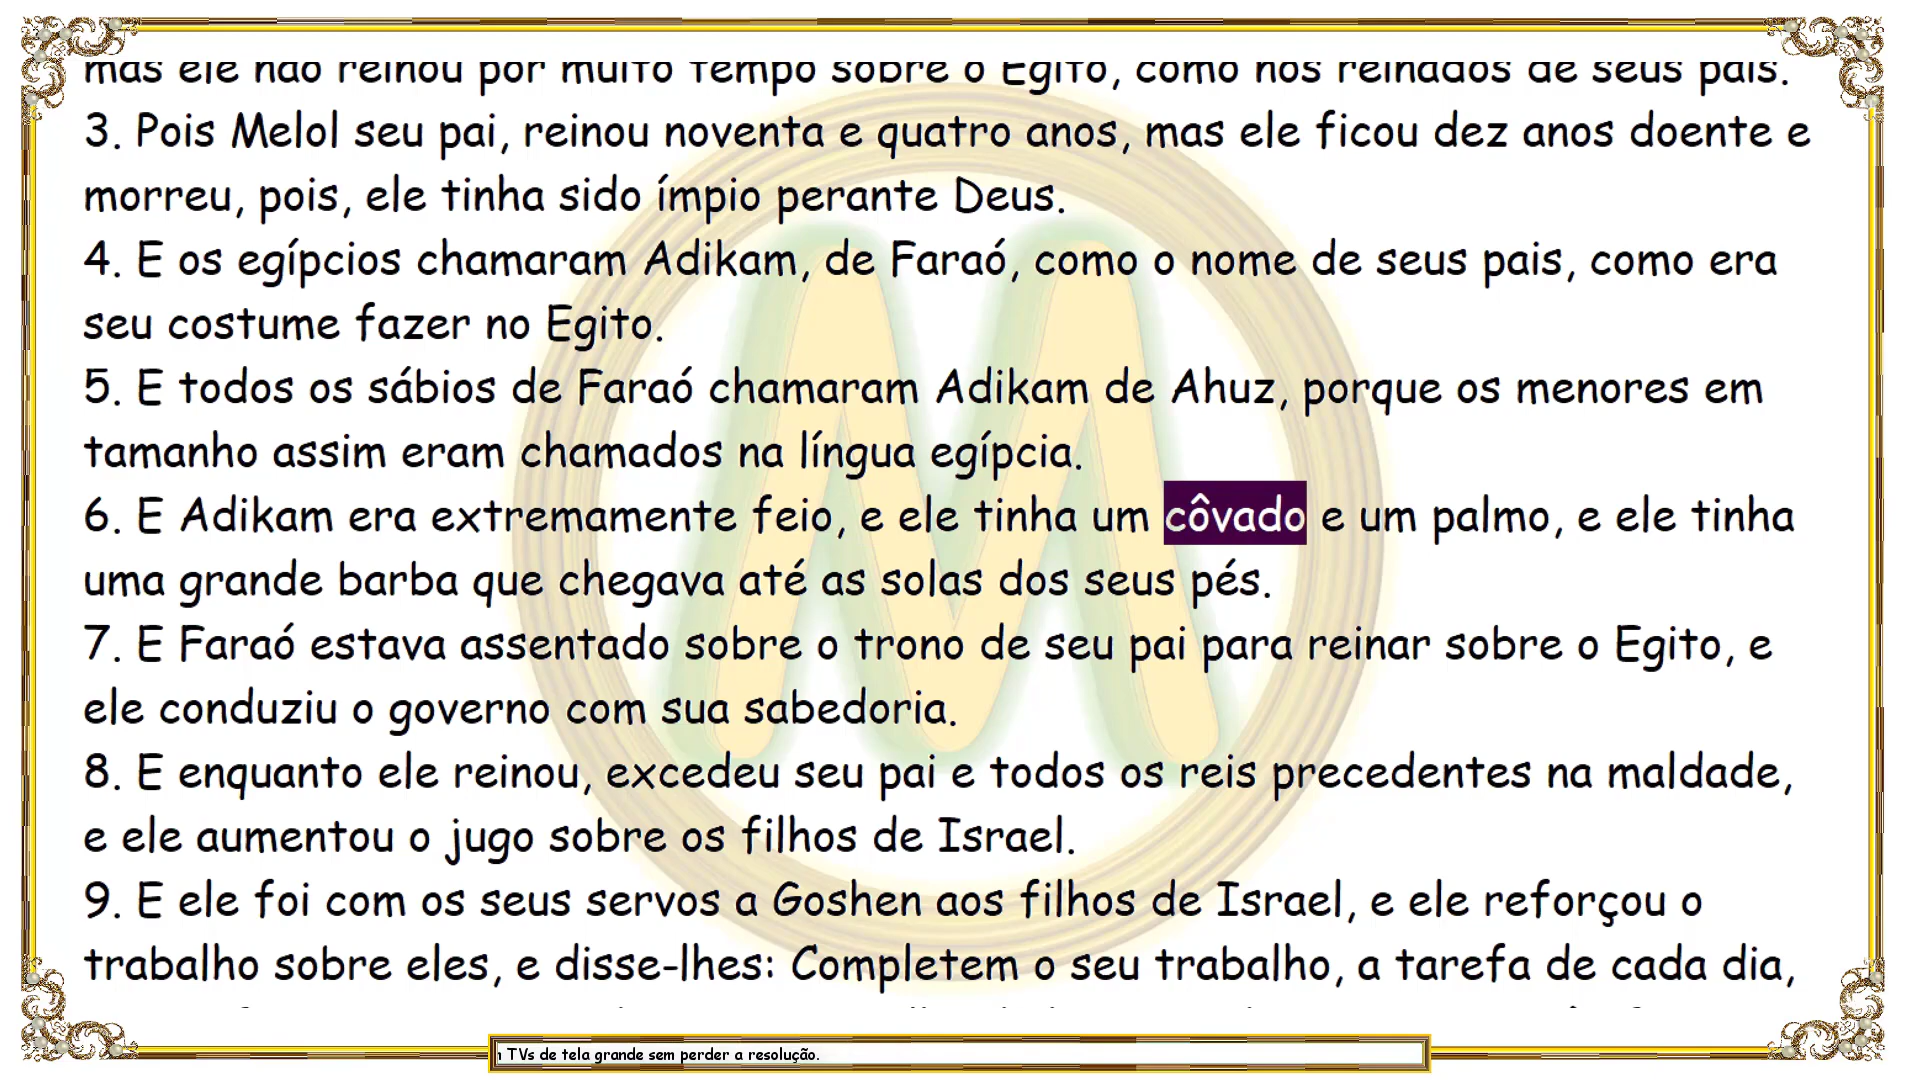 mas ele não reinou por muito tempo sobre o Egito, como nos reinados de seus pais.
3. Pois Melol seu pai, reinou noventa e quatro anos, mas ele ficou dez anos doente e
morreu, pois, ele tinha sido ímpio perante Deus.
4. E os egípcios chamaram Adikam, de Faraó, como o nome de seus pais, como era
seu costume fazer no Egito.
5. E todos os sábios de Faraó chamaram Adikam de Ahuz, porque os menores em
tamanho assim eram chamados na língua egípcia.
6. E Adikam era extremamente feio, e ele tinha um côvado e um palmo, e ele tinha
uma grande barba que chegava até as solas dos seus pés.
7. E Faraó estava assentado sobre o trono de seu pai para reinar sobre o Egito, e
ele conduziu o governo com sua sabedoria.
8. E enquanto ele reinou, excedeu seu pai e todos os reis precedentes na maldade,
e ele aumentou o jugo sobre os filhos de Israel.
9. E ele foi com os seus servos a Goshen aos filhos de Israel, e ele reforçou o
trabalho sobre eles, e disse-lhes: Completem o seu trabalho, a tarefa de cada dia,
TVs de tela grande sem perder a resolução.